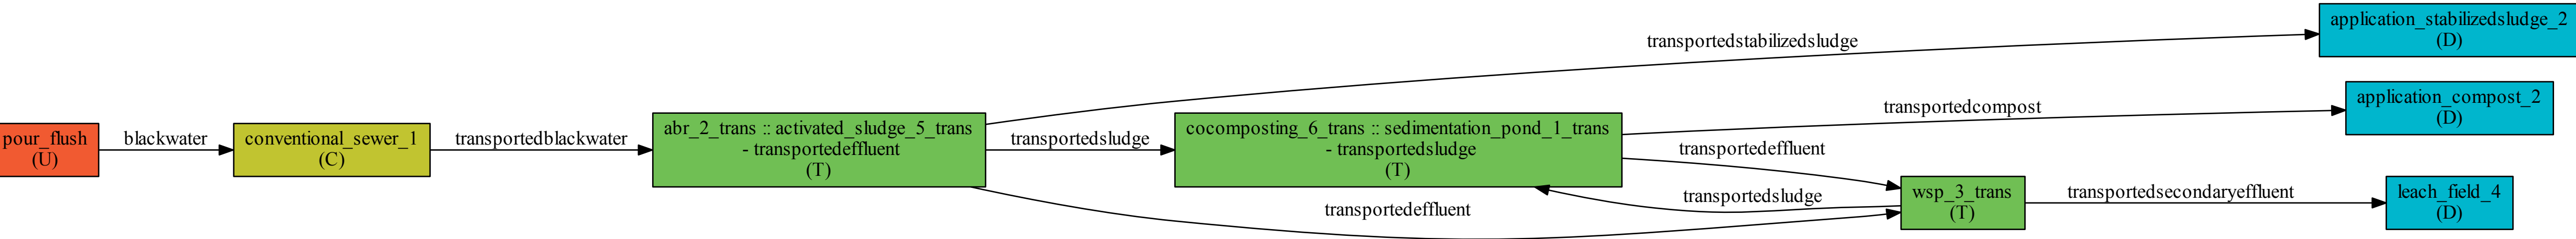 pour_flush
(U)
blackwater
conventional_sewer_1
(C)
transportedblackwater
abr_2_trans :: activated_sludge_5_trans
- transportedeffluent
(T)
transportedstabilizedsludge
transportedsludge
transportedeffluent
cocomposting_6_trans :: sedimentation_pond_1_trans
- transportedsludge
(T)
transportedcompost
transportedeffluent
transportedsludge
wsp_3_trans
(T)
transportedsecondaryeffluent
application_stabilizedsludge_2
(D)
application_compost_2
(D)
leach_field_4
(D)